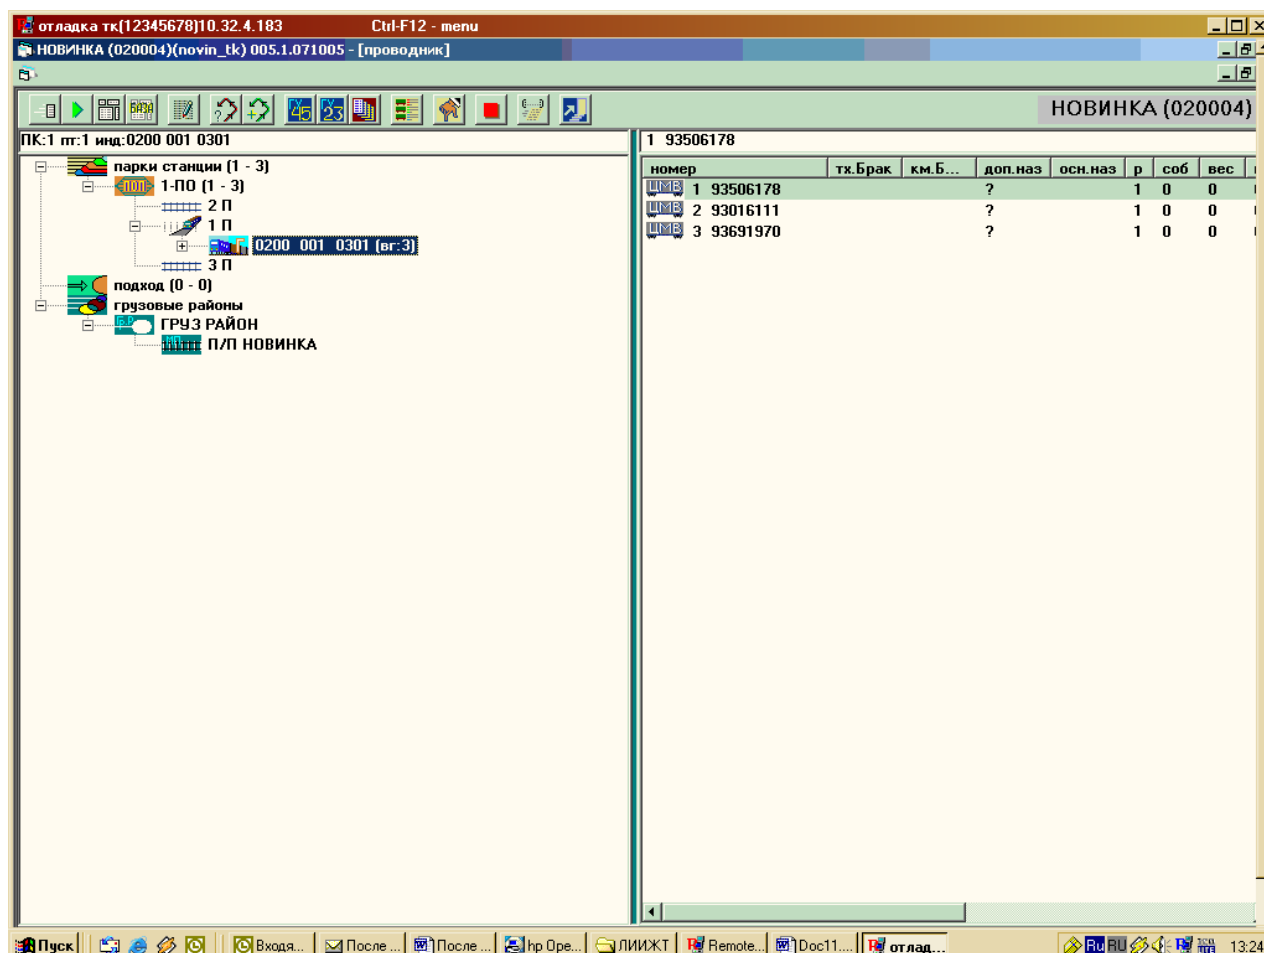 отладка тк(12345678)10.32.4.183 Ctrl-F12 - menu
НОВИНКА (020004)(novin_tk) 005.1.071005 - [проводник]
БАЗА 45 23 НОВИНКА (020004)
ПК:1 пт:1 инд:0200 001 0301
парки станции (1 - 3)
ПОП 1-ПО (1 - 3)
2 П
1 П
0200 001 0301 (вг:3)
3 П
подход (0 - 0)
грузовые районы
ГРУЗ РАЙОН
П/П НОВИНКА
1 93506178
номер тх.Брак км.Б... доп.наз осн.наз р соб вес
ЦМВ 1 93506178 ? 1 0 0
ЦМВ 2 93016111 ? 1 0 0
ЦМВ 3 93691970 ? 1 0 0
Пуск Входя... После ... После ... hp Ope... ЛИИЖТ Remote... Doc11.... отлад... Ru RU 13:24